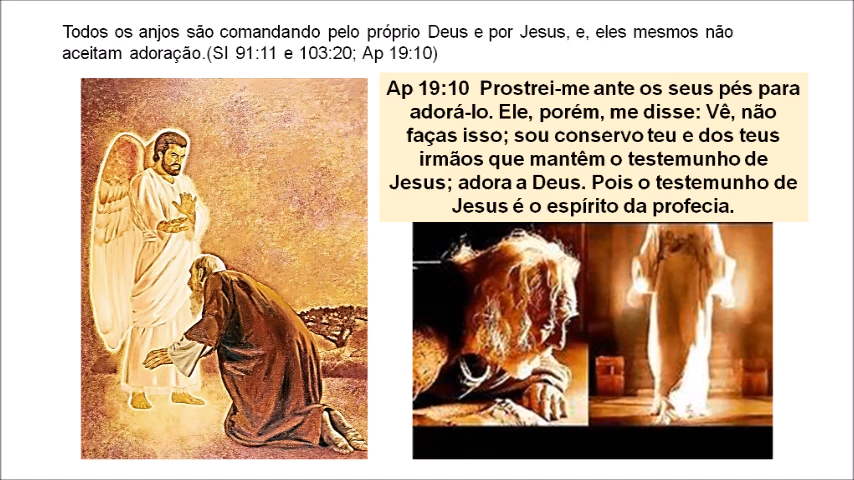 Todos os anjos são comandando pelo próprio Deus e por Jesus, e, eles mesmos não
aceitam adoração.(SI 91:11 e 103:20; Ap 19:10)
Ap 19:10 Prostrei-me ante os seus pés para
adorá-lo. Ele, porém, me disse: Vê, não
faças isso; sou conservo teu e dos teus
irmãos que mantêm o testemunho de
Jesus; adora a Deus. Pois o testemunho de
Jesus é o espírito da profecia.